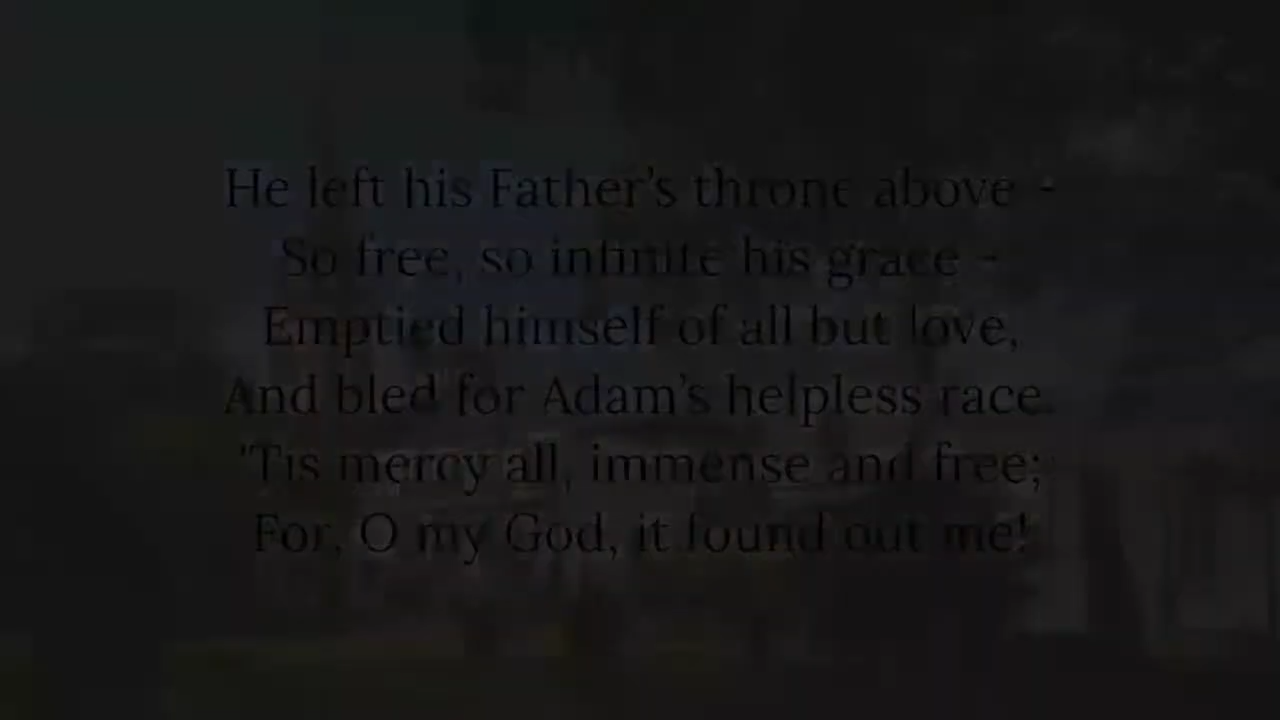 He left his Father's throne above -
So free, so infinite his grace -
Emptied himself of all but love,
And bled for Adam's helpless race.
"Tis mercy all, immense and free;
For, O my God, it found out me!